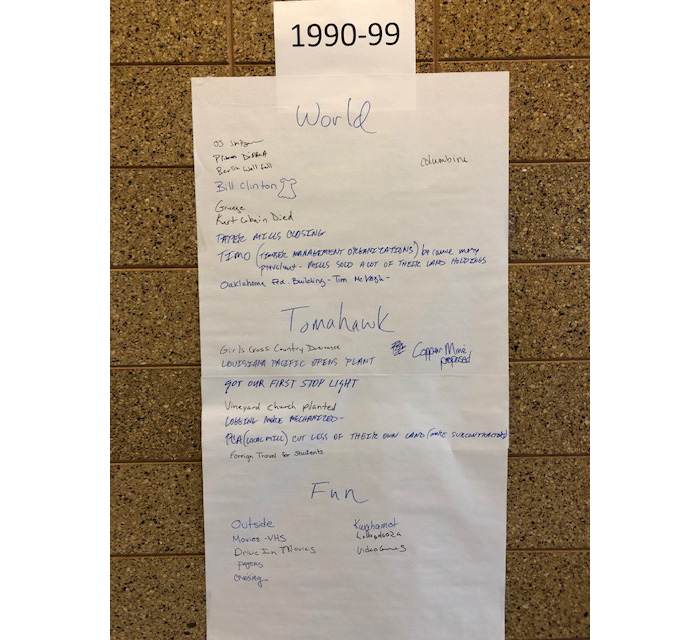 1990-99
World
OJ
Princess Diana
Berlin Wall fall
Columbine
Bill Clinton
Grunge
Kurt Cobain Died
PAPER MILLS CLOSING
TIMO (TIMBER MANAGEMENT ORGANIZATIONS) became more
prevelant - MILLS SOLD A LOT OF THEIR LAND HOLDINGS
Oaklahoma Fed. Building - Tim McVeigh -
Tomahawk
Girls Cross Country Dominance
Copper Mine
proposed
LOUISIANA PACIFIC OPENS PLANT
GOT OUR FIRST STOP LIGHT
Vineyard church planted
LOGGING MORE MECHANIZED-
PCA (LOCAL MILL) CUT LESS OF THEIR OWN LAND (MORE SUBCONTRACTORS)
Foreign Travel for Students
Fun
Outside
Movies - VHS
Drive In Movies
pagers
Cruising
Lollapalooza
Video Games